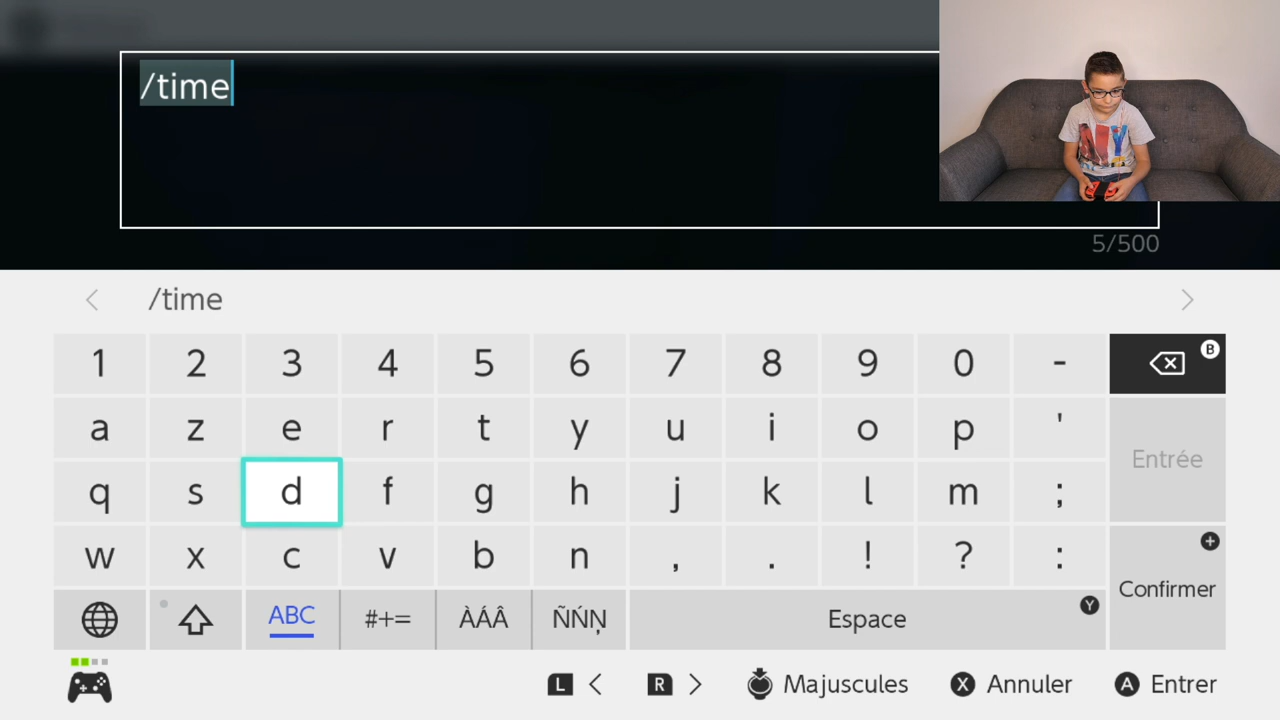 /time
5/500
/time
1 2 3 4 5 6 7 8 9 0 - B
a z e r t y u i o p '
Entrée
q s d f g h j k l m ;
w x c v b n , . ! ? : +
Confirmer
ABC #+= ÀÁÂ ÑŃŅ Espace Y
L < R > Majuscules X Annuler A Entrer